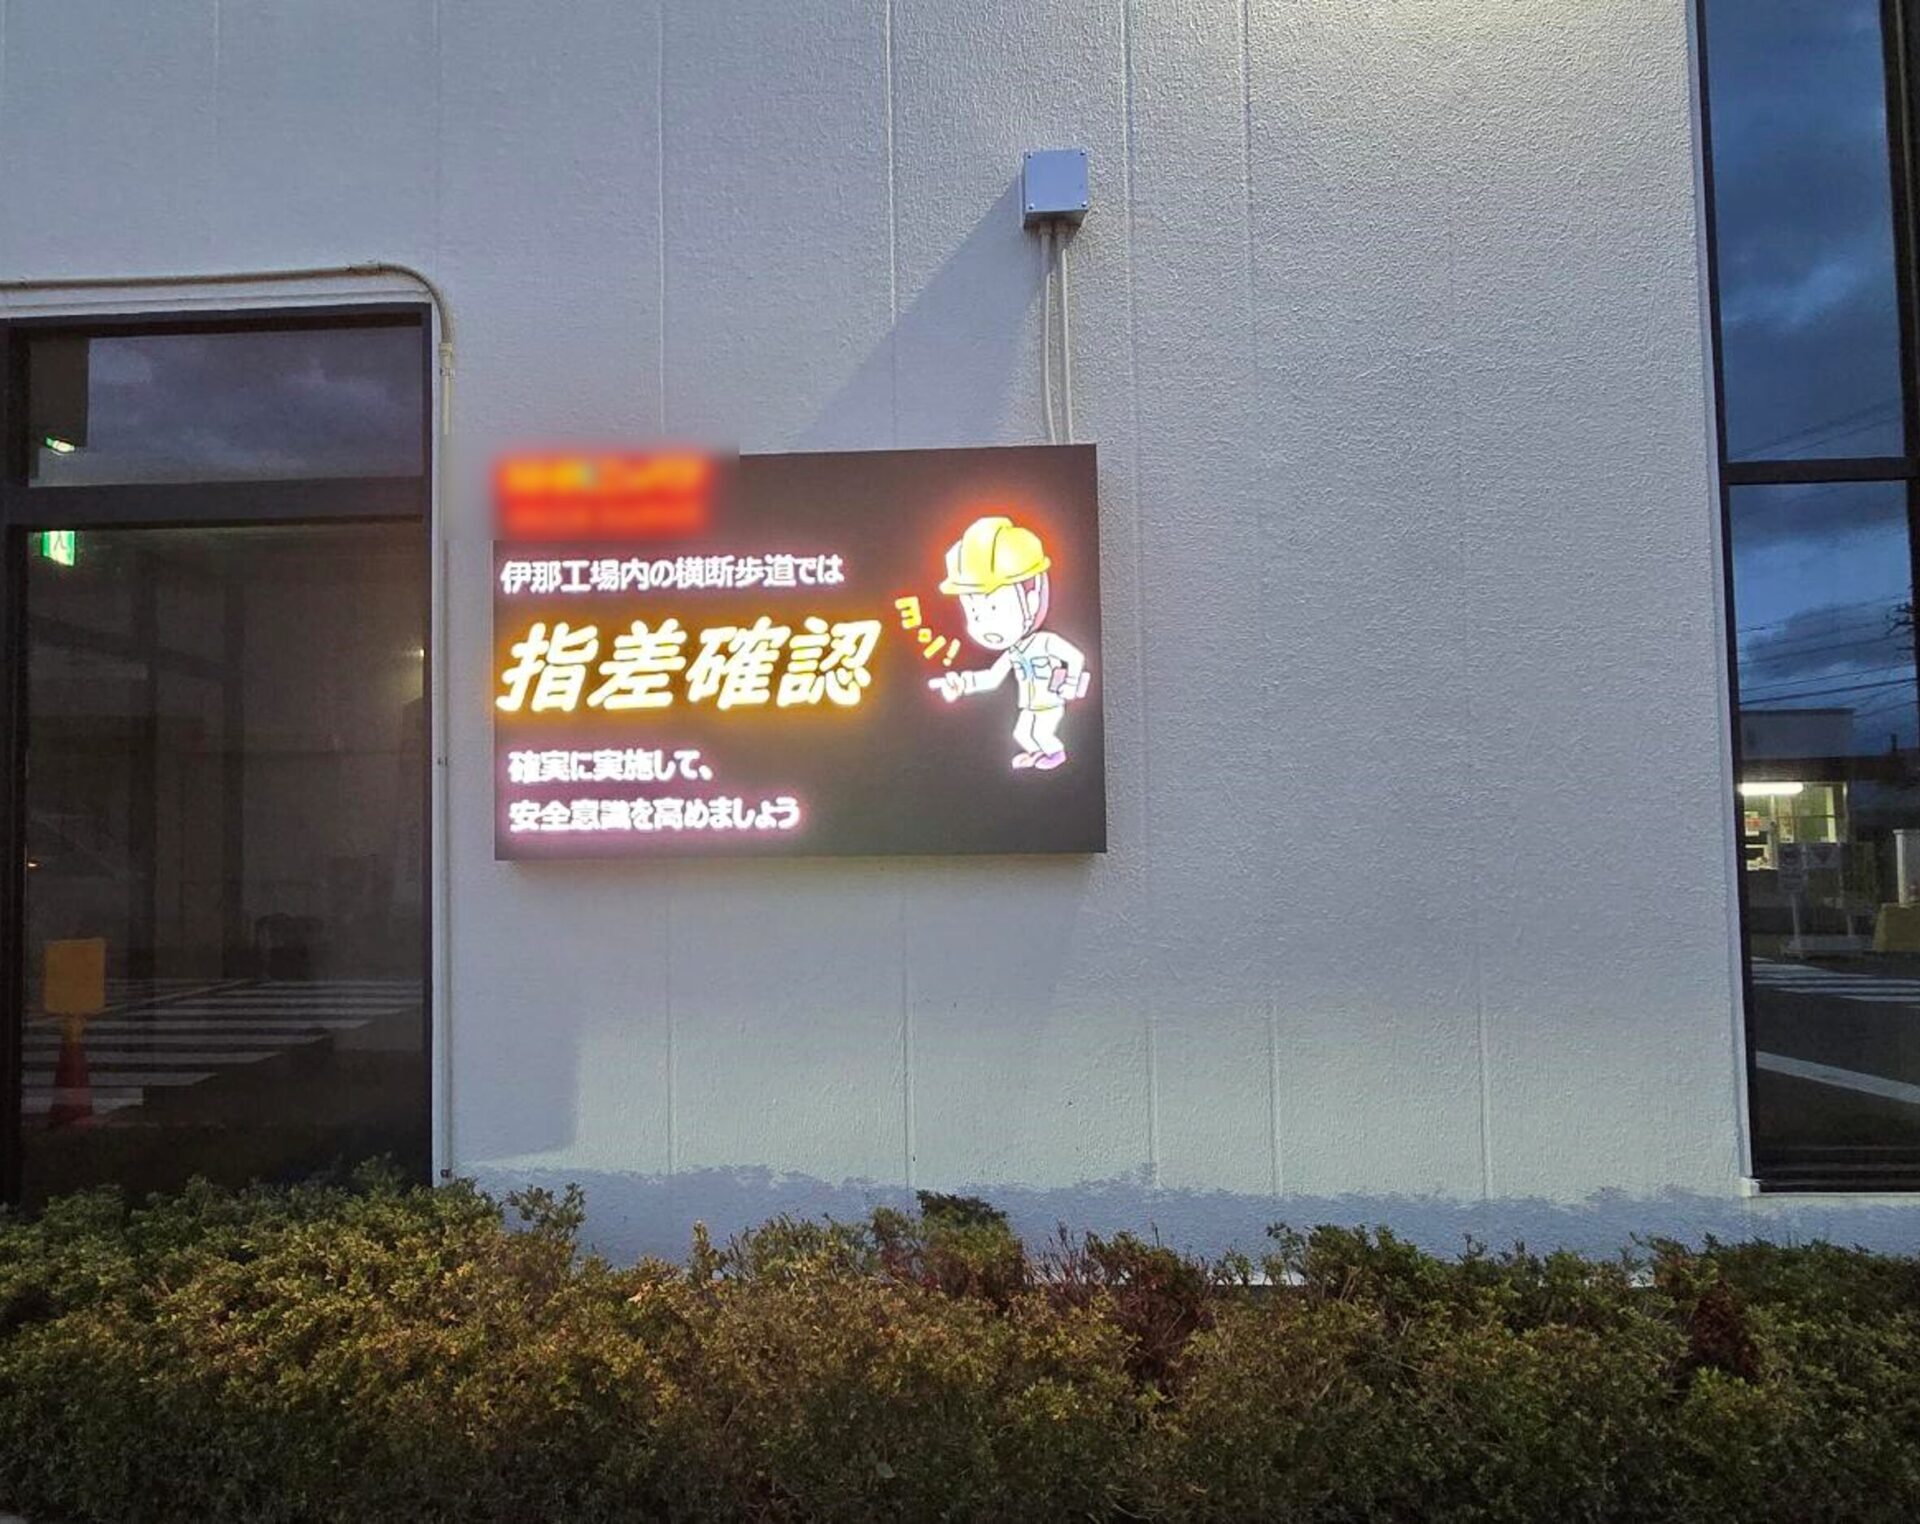 伊那工場内の横断歩道では
指差確認
ヨシ!
確実に実施して、
安全意識を高めましょう